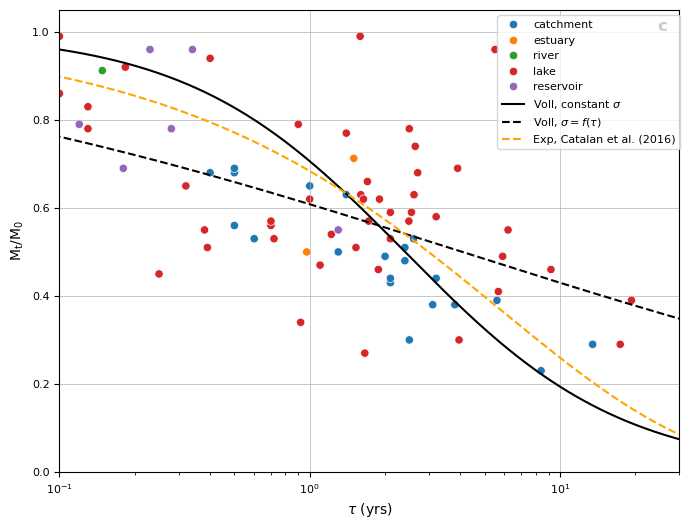 c
catchment
estuary
river
lake
reservoir
Voll, constant σ
Voll, σ = f(τ)
Exp, Catalan et al. (2016)
1.0
0.8
0.6
0.4
0.2
0.0
Mₜ/M₀
10⁻¹
10⁰
10¹
τ (yrs)